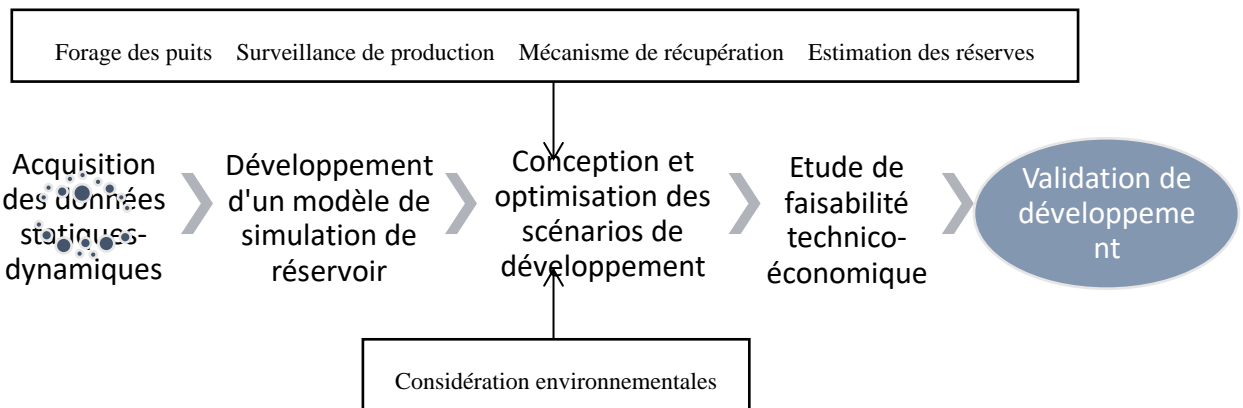 Forage des puits Surveillance de production Mécanisme de récupération Estimation des réserves
Acquisition
des données
statiques-
dynamiques
Développement
d'un modèle de
simulation de
réservoir
Conception et
optimisation des
scénarios de
développement
Etude de
faisabilité
technico-
économique
Validation de
développeme
nt
Considération environnementales